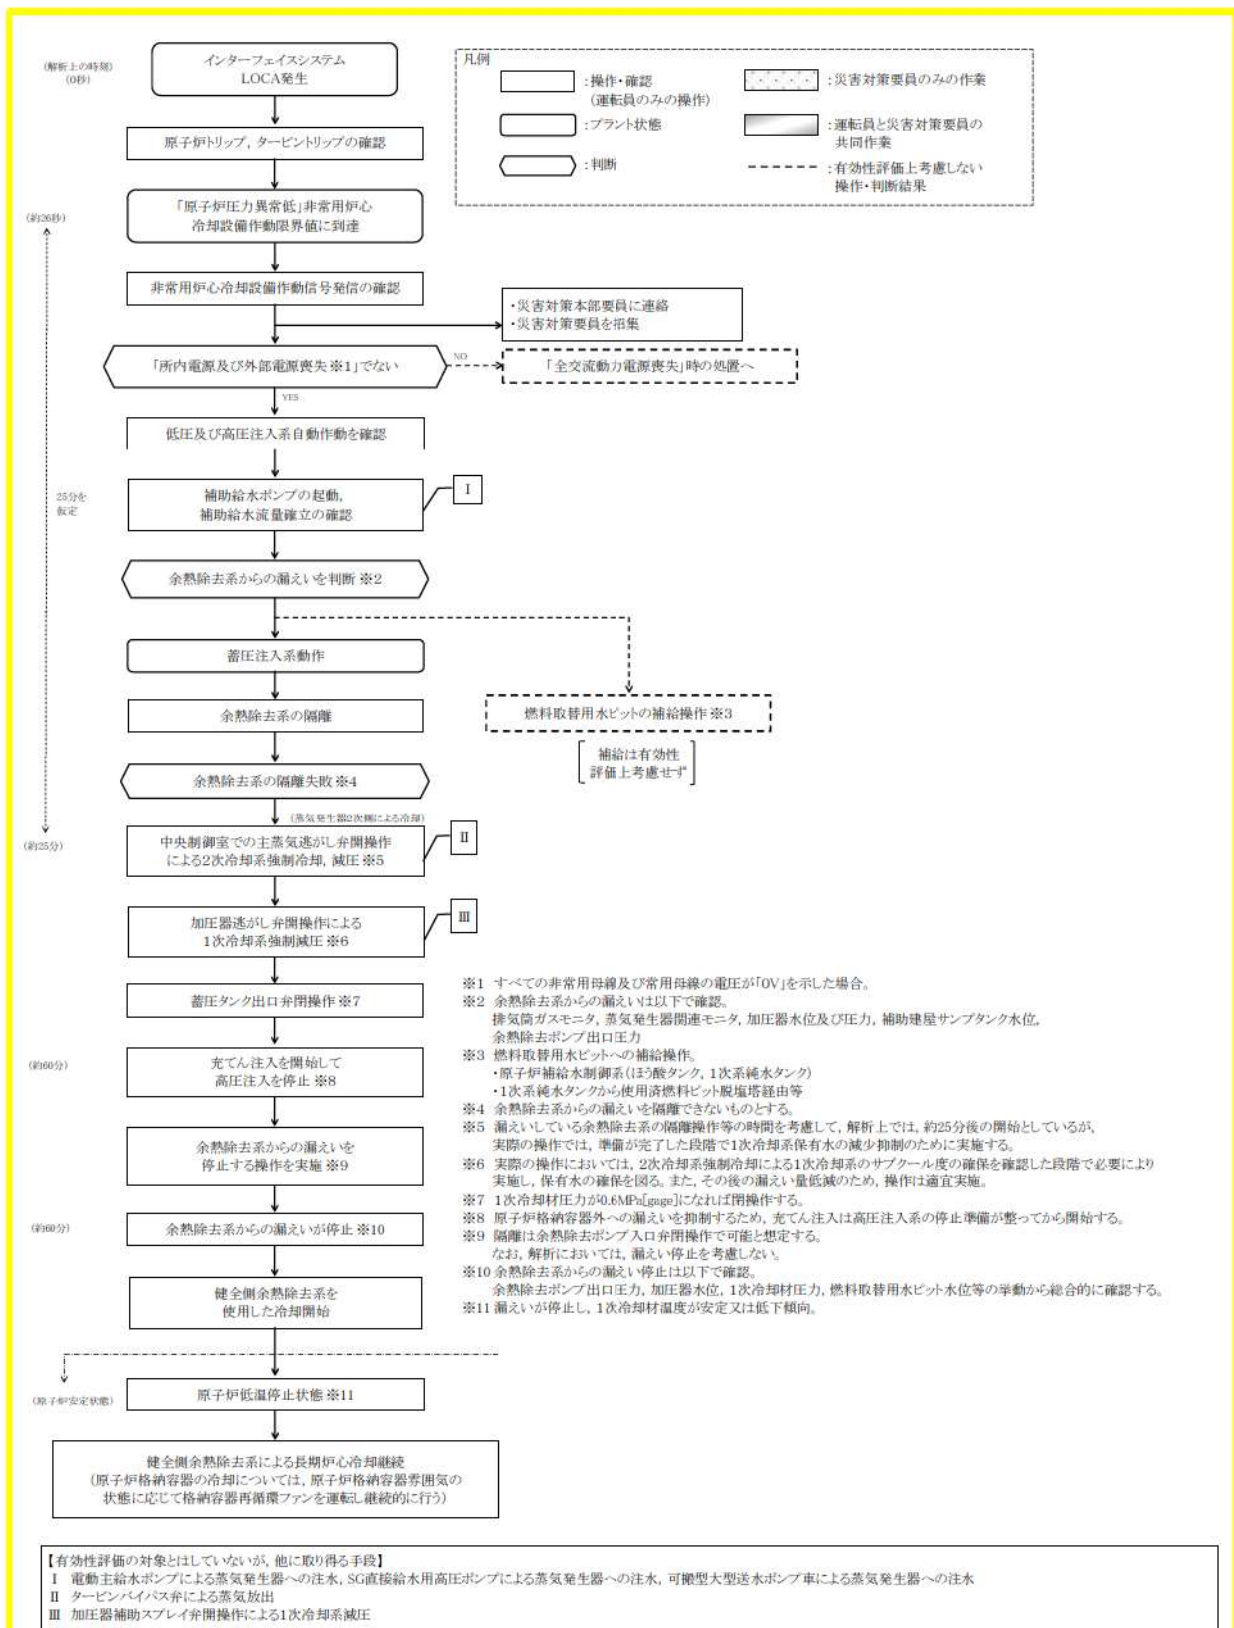 (解析上の時刻)
(0秒)
インターフェイスシステム
LOCA発生
原子炉トリップ，タービントリップの確認
(約26秒)
「原子炉圧力異常低」非常用炉心
冷却設備作動限界値に到達
非常用炉心冷却設備作動信号発信の確認
・災害対策本部要員に連絡
・災害対策要員を招集
「所内電源及び外部電源喪失※1」でない
NO
「全交流動力電源喪失」時の処置へ
YES
低圧及び高圧注入系自動作動を確認
25分を
仮定
補助給水ポンプの起動，
補助給水流量確立の確認
Ⅰ
余熱除去系からの漏えいを判断※2
蓄圧注入系動作
余熱除去系の隔離
燃料取替用水ピットの補給操作※3
補給は有効性
評価上考慮せず
余熱除去系の隔離失敗※4
(蒸気発生器2次側による冷却)
(約25分)
中央制御室での主蒸気逃がし弁開操作
による2次冷却系強制冷却，減圧※5
Ⅱ
加圧器逃がし弁開操作による
1次冷却系強制減圧※6
Ⅲ
蓄圧タンク出口弁閉操作※7
(約60分)
充てん注入を開始して
高圧注入を停止※8
余熱除去系からの漏えいを
停止する操作を実施※9
(約60分)
余熱除去系からの漏えいが停止※10
健全側余熱除去系を
使用した冷却開始
(原子炉安定状態)
原子炉低温停止状態※11
健全側余熱除去系による長期炉心冷却継続
(原子炉格納容器の冷却については，原子炉格納容器雰囲気の
状態に応じて格納容器再循環ファンを運転し継続的に行う)
凡例
：操作・確認
(運転員のみの操作)
：プラント状態
：判断
：災害対策要員のみの作業
：運転員と災害対策要員の
共同作業
：有効性評価上考慮しない
操作・判断結果
※1 すべての非常用母線及び常用母線の電圧が「0V」を示した場合。
※2 余熱除去系からの漏えいは以下で確認。
排気筒ガスモニタ，蒸気発生器関連モニタ，加圧器水位及び圧力，補助建屋サンプタンク水位，
余熱除去ポンプ出口圧力
※3 燃料取替用水ピットへの補給操作。
・原子炉補給水制御系(ほう酸タンク，1次系純水タンク)
・1次系純水タンクから使用済燃料ピット脱塩塔経由等
※4 余熱除去系からの漏えいを隔離できないものとする。
※5 漏えいしている余熱除去系の隔離操作等の時間を考慮して，解析上では，約25分後の開始としているが，
実際の操作では，準備が完了した段階で1次冷却系保有水の減少抑制のために実施する。
※6 実際の操作においては，2次冷却系強制冷却による1次冷却系のサブクール度の確保を確認した段階で必要により
実施し，保有水の確保を図る。また，その後の漏えい量低減のため，操作は適宜実施。
※7 1次冷却材圧力が0.6MPa[gage]になれば閉操作する。
※8 原子炉格納容器外への漏えいを抑制するため，充てん注入は高圧注入系の停止準備が整ってから開始する。
※9 隔離は余熱除去ポンプ入口弁閉操作で可能と想定する。
なお，解析においては，漏えい停止を考慮しない。
※10 余熱除去系からの漏えい停止は以下で確認。
余熱除去ポンプ出口圧力，加圧器水位，1次冷却材圧力，燃料取替用水ピット水位等の挙動から総合的に確認する。
※11 漏えいが停止し，1次冷却材温度が安定又は低下傾向。
【有効性評価の対象とはしていないが，他に取り得る手段】
Ⅰ 電動主給水ポンプによる蒸気発生器への注水，SG直接給水用高圧ポンプによる蒸気発生器への注水，可搬型大型送水ポンプ車による蒸気発生器への注水
Ⅱ タービンバイパス弁による蒸気放出
Ⅲ 加圧器補助スプレイ弁開操作による1次冷却系減圧